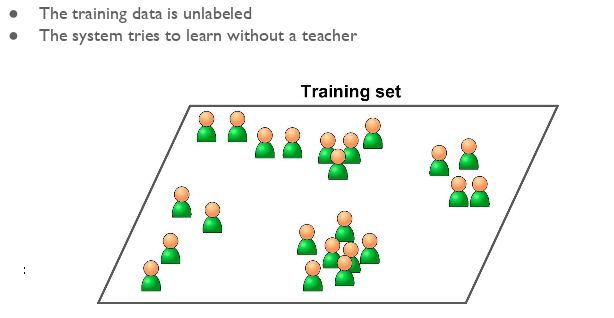 ● The training data is unlabeled
● The system tries to learn without a teacher
Training set
: